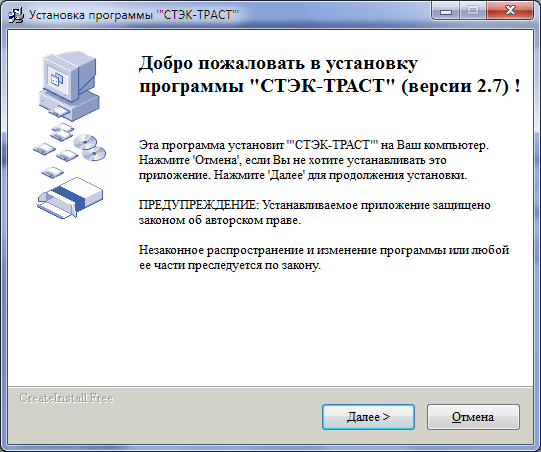 Установка программы '"СТЭК-ТРАСТ"'
Добро пожаловать в установку
программы "СТЭК-ТРАСТ" (версии 2.7) !
Эта программа установит '"СТЭК-ТРАСТ"' на Ваш компьютер.
Нажмите 'Отмена', если Вы не хотите устанавливать это
приложение. Нажмите 'Далее' для продолжения установки.
ПРЕДУПРЕЖДЕНИЕ: Устанавливаемое приложение защищено
законом об авторском праве.
Незаконное распространение и изменение программы или любой
ее части преследуется по закону.
CreateInstall Free
Далее >
Отмена